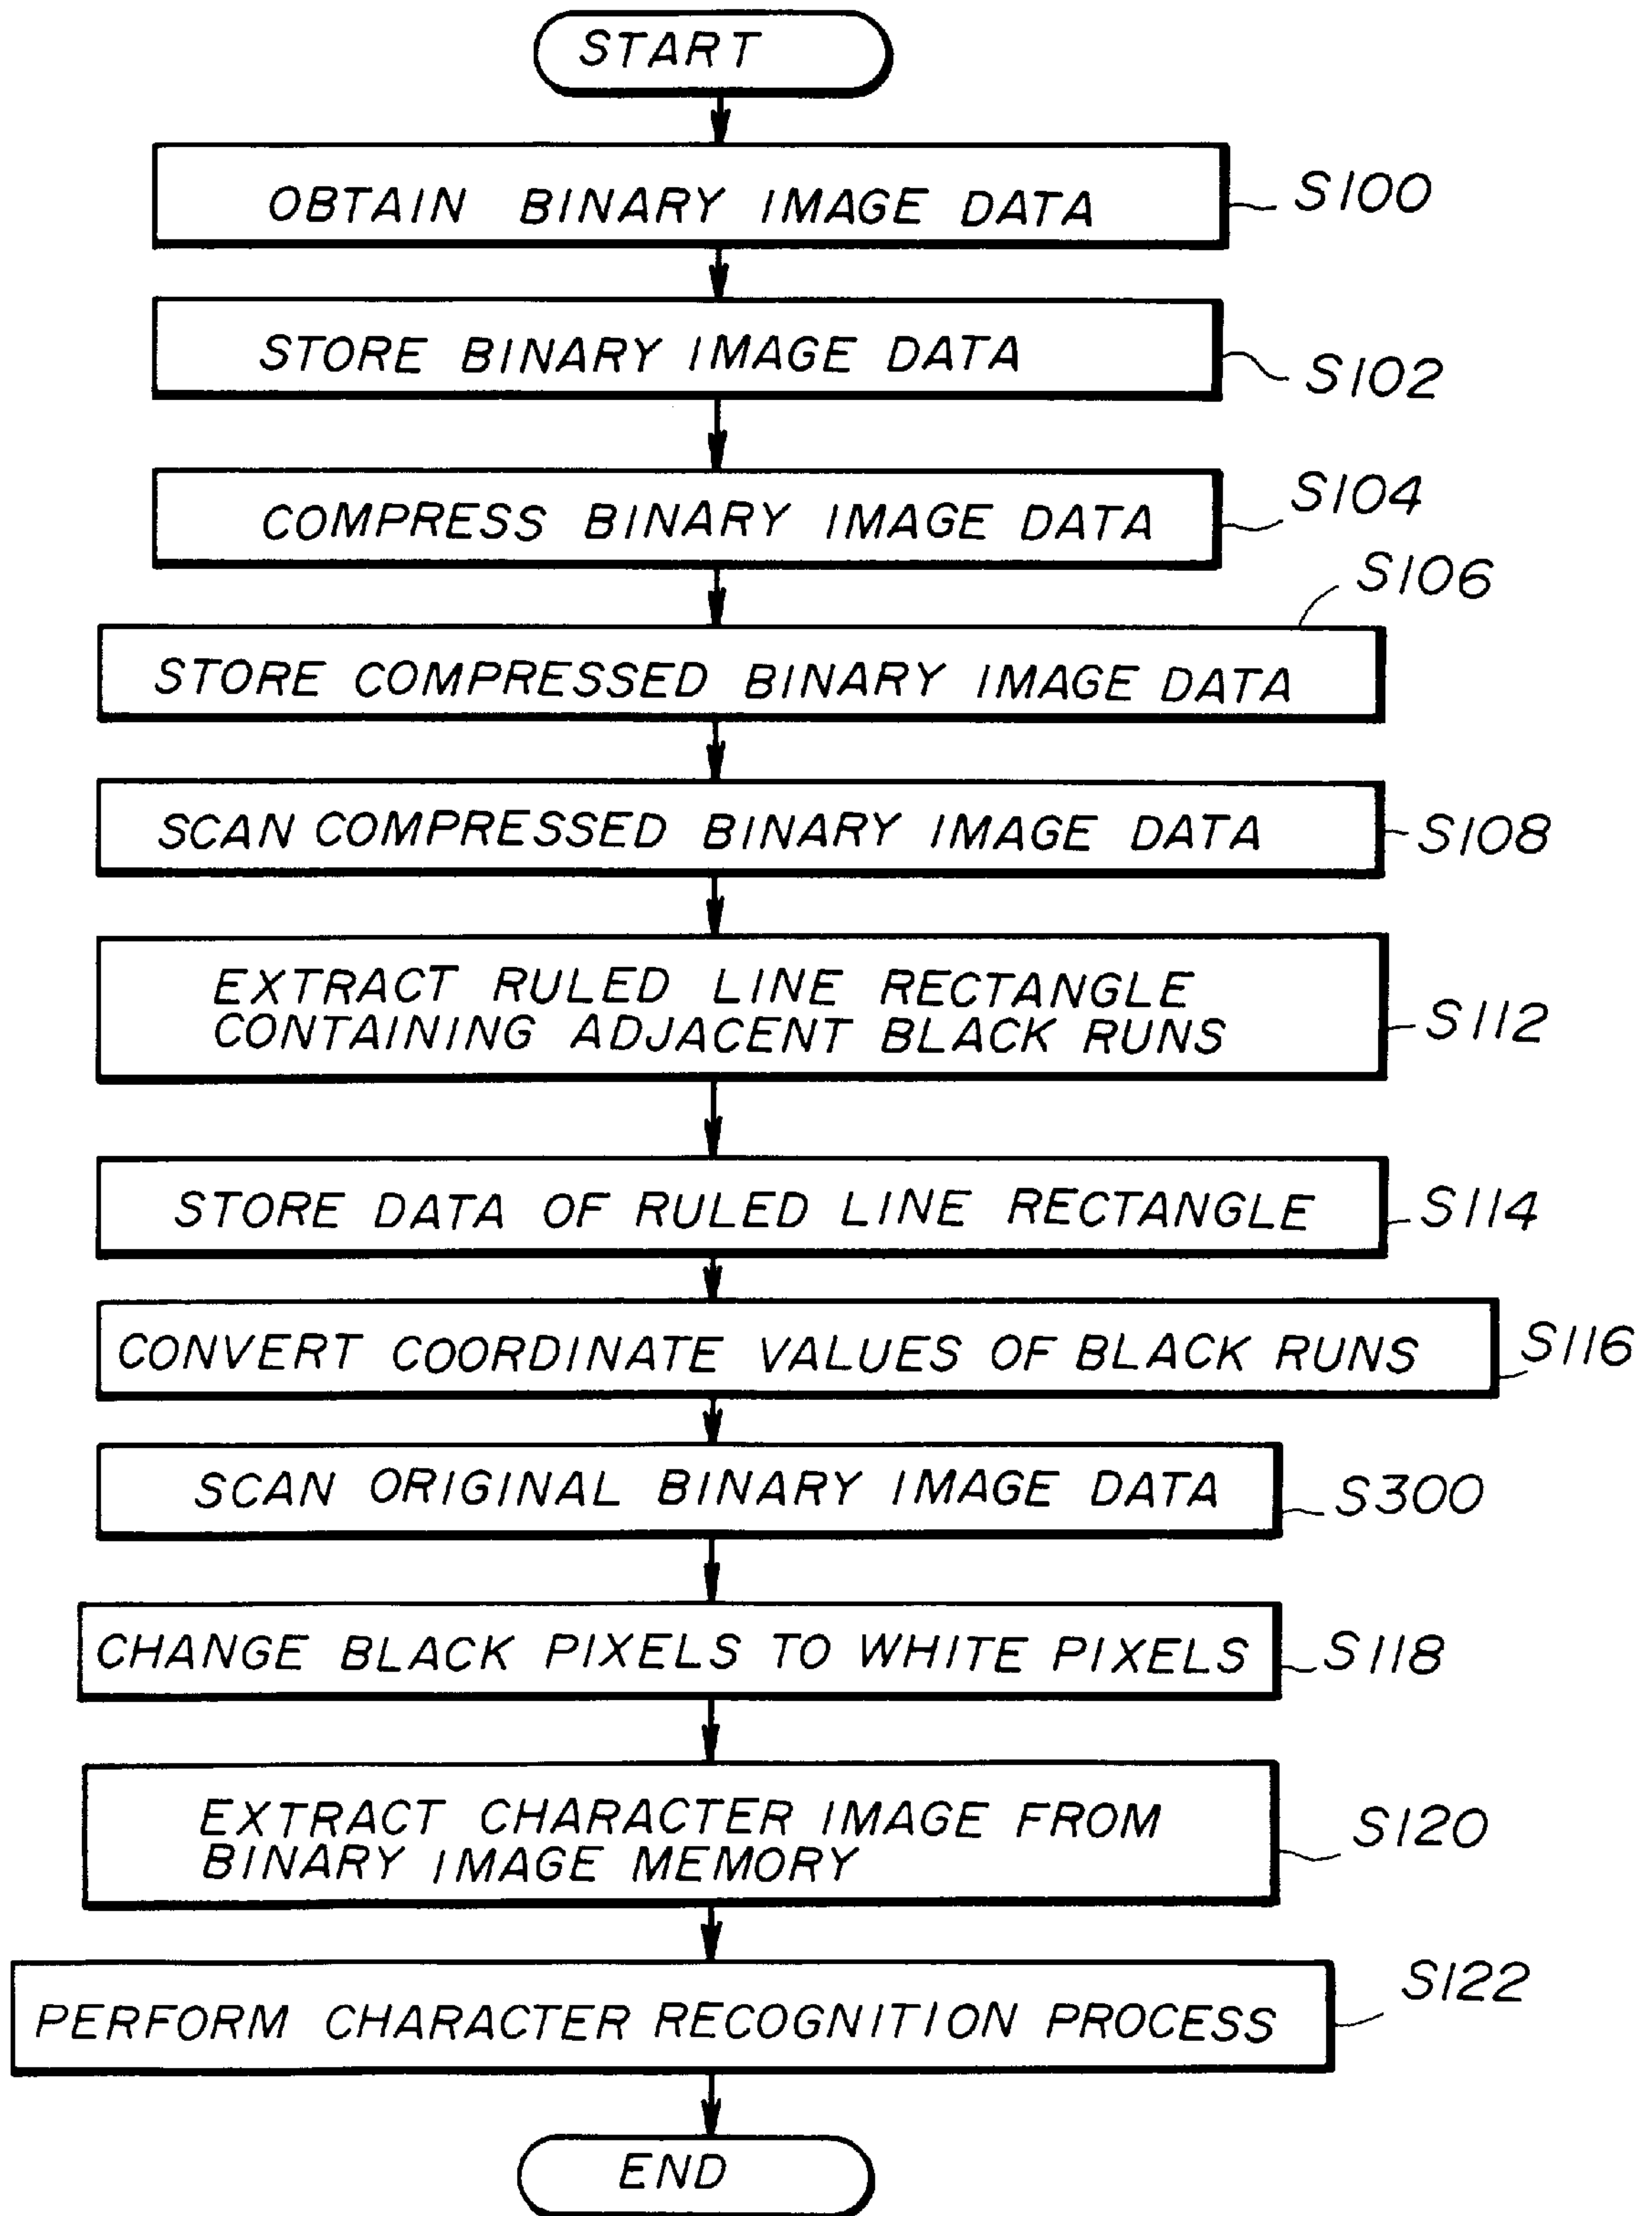 START
OBTAIN BINARY IMAGE DATA S100
STORE BINARY IMAGE DATA S102
COMPRESS BINARY IMAGE DATA S104
S106
STORE COMPRESSED BINARY IMAGE DATA
SCAN COMPRESSED BINARY IMAGE DATA S108
EXTRACT RULED LINE RECTANGLE
CONTAINING ADJACENT BLACK RUNS S112
STORE DATA OF RULED LINE RECTANGLE S114
CONVERT COORDINATE VALUES OF BLACK RUNS S116
SCAN ORIGINAL BINARY IMAGE DATA S300
CHANGE BLACK PIXELS TO WHITE PIXELS S118
EXTRACT CHARACTER IMAGE FROM
BINARY IMAGE MEMORY S120
PERFORM CHARACTER RECOGNITION PROCESS S122
END